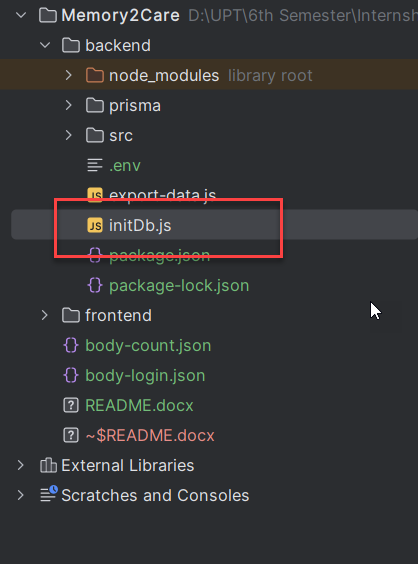 Memory2Care D:\UPT\6th Semester\Internsh
backend
node_modules library root
prisma
src
.env
JS export-data.js
JS initDb.js
{} package.json
{} package-lock.json
frontend
{} body-count.json
{} body-login.json
? README.docx
? ~$README.docx
External Libraries
Scratches and Consoles